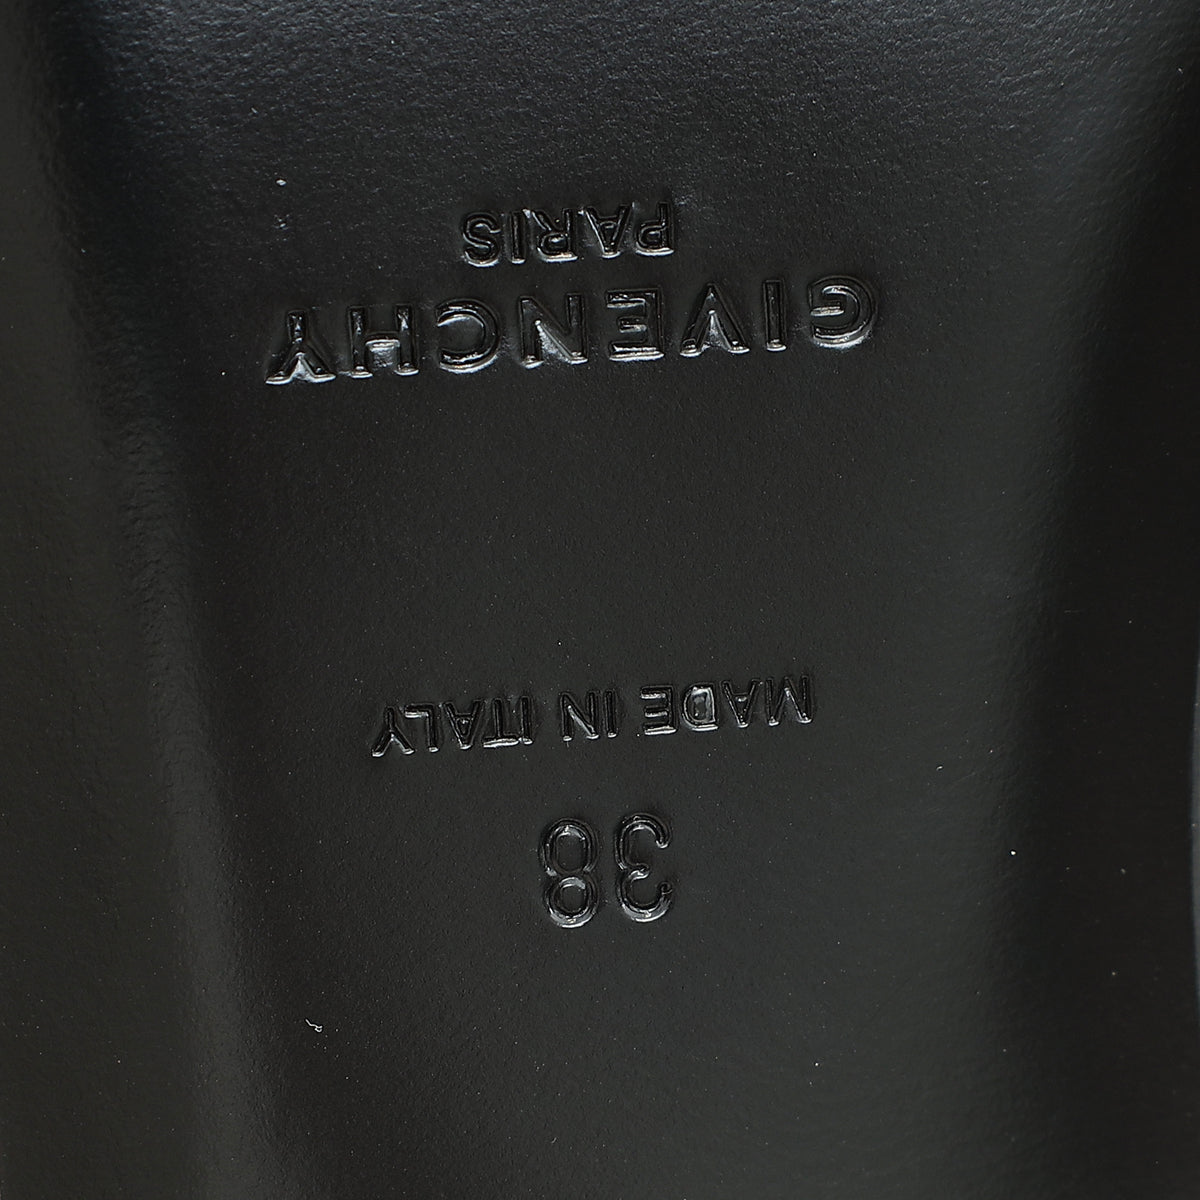 38
MADE IN ITALY
GIVENCHY
PARIS